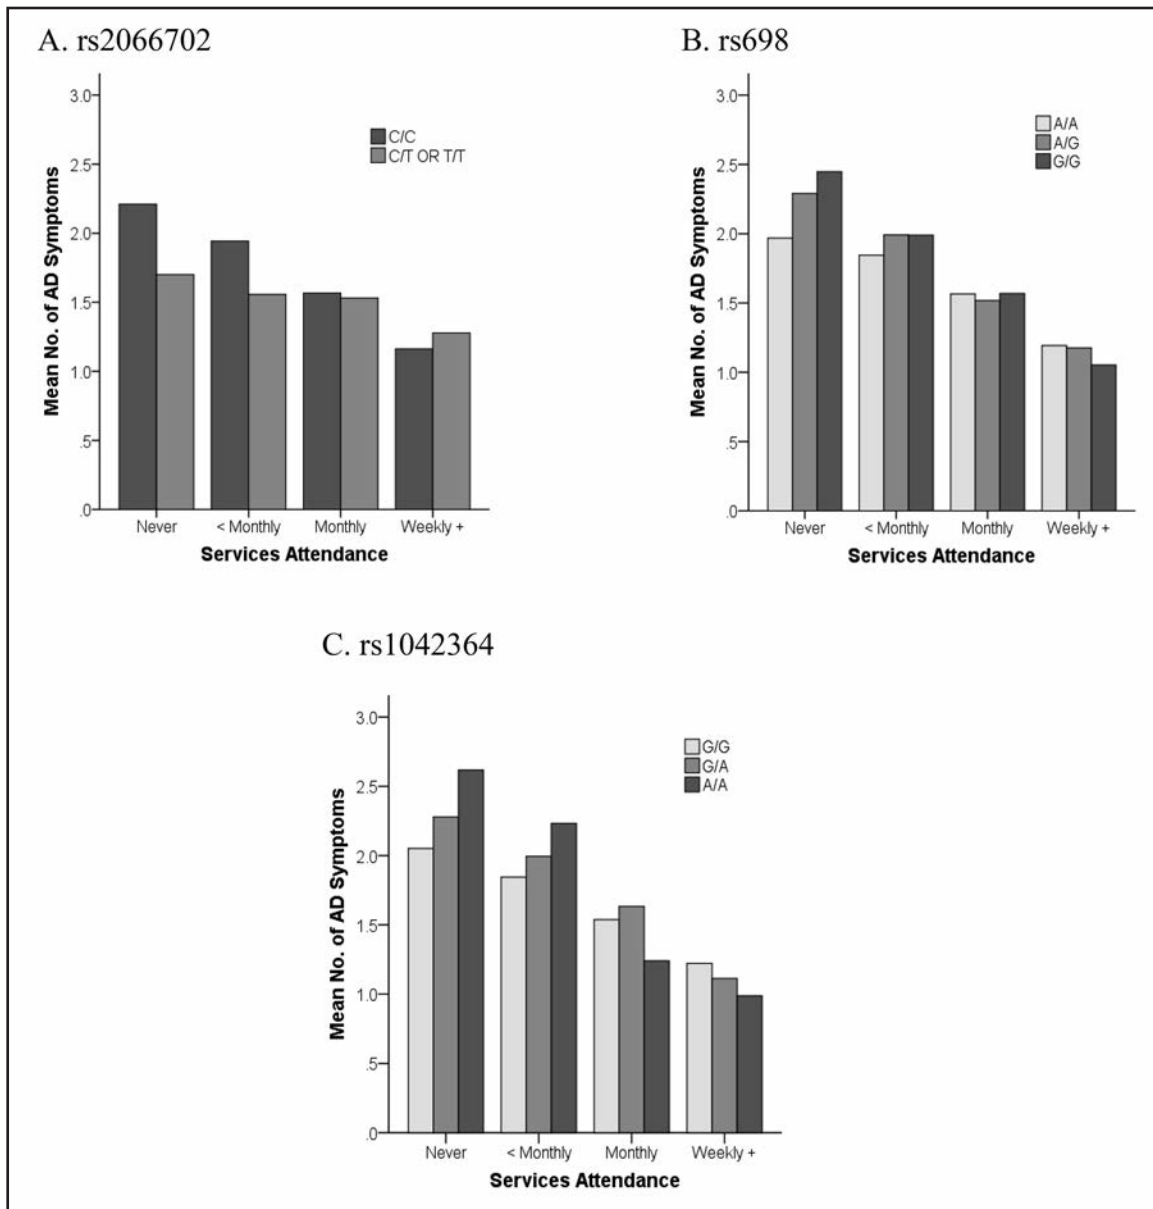 A. rs2066702
3.0
2.5
2.0
1.5
1.0
.5
.0
Mean No. of AD Symptoms
C/C
C/T OR T/T
Never < Monthly Monthly Weekly +
Services Attendance
B. rs698
3.0
2.5
2.0
1.5
1.0
.5
.0
Mean No. of AD Symptoms
A/A
A/G
G/G
Never < Monthly Monthly Weekly +
Services Attendance
C. rs1042364
3.0
2.5
2.0
1.5
1.0
.5
.0
Mean No. of AD Symptoms
G/G
G/A
A/A
Never < Monthly Monthly Weekly +
Services Attendance